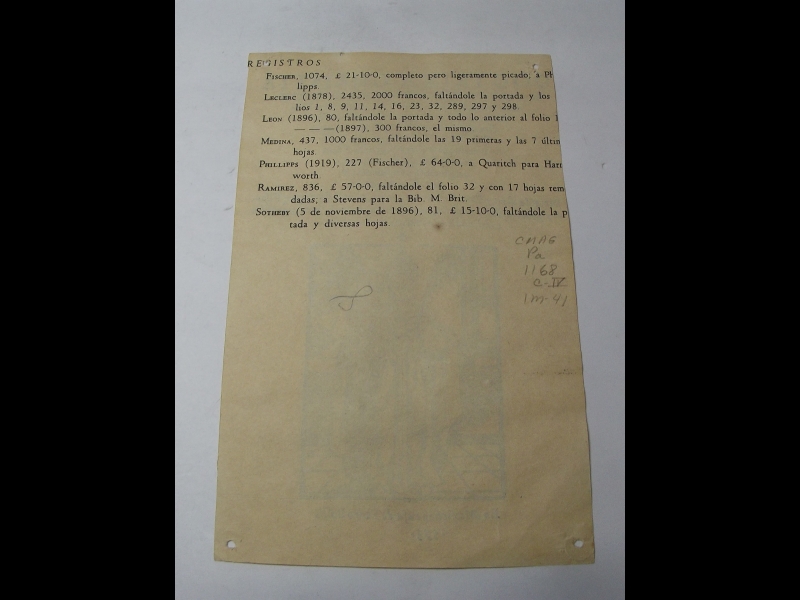 REGISTROS
Fischer, 1074, £ 21-10-0, completo pero ligeramente picado, a Ph
lipps.
Leclerc (1878), 2435, 2000 francos, faltándole la portada y los
lios 1, 8, 9, 11, 14, 16, 23, 32, 289, 297 y 298.
Leon (1896), 80, faltándole la portada y todo lo anterior al folio 1
— — — (1897), 300 francos, el mismo
Medina, 437, 1000 francos, faltándole las 19 primeras y las 7 últim
hojas.
Phillipps (1919), 227 (Fischer), £ 64-0-0, a Quaritch para Harm
worth
Ramirez, 836, £ 57-0-0, faltándole el folio 32 y con 17 hojas rem
dadas; a Stevens para la Bib. M. Brit.
Sotheby (5 de noviembre de 1896), 81, £ 15-10-0, faltándole la p
tada y diversas hojas.
CMAG
Pa
1168
C-IV
(M-4)